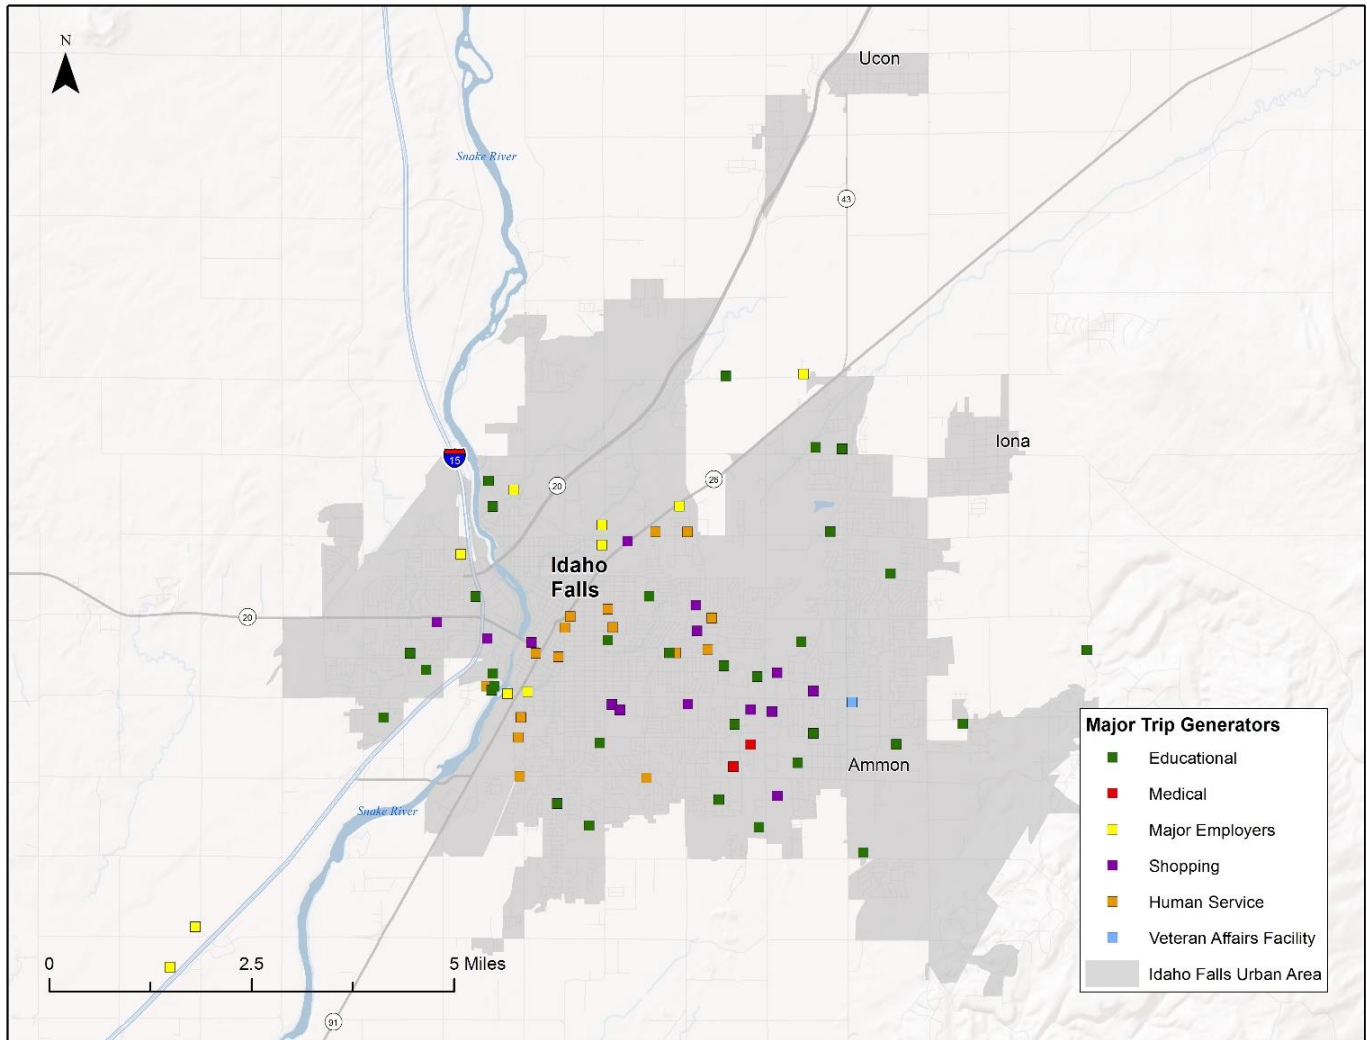 N
Ucon
Snake River
43
Iona
15
20
26
Idaho
Falls
20
Ammon
Snake River
Major Trip Generators
Educational
Medical
Major Employers
Shopping
Human Service
Veteran Affairs Facility
Idaho Falls Urban Area
0 2.5 5 Miles
91